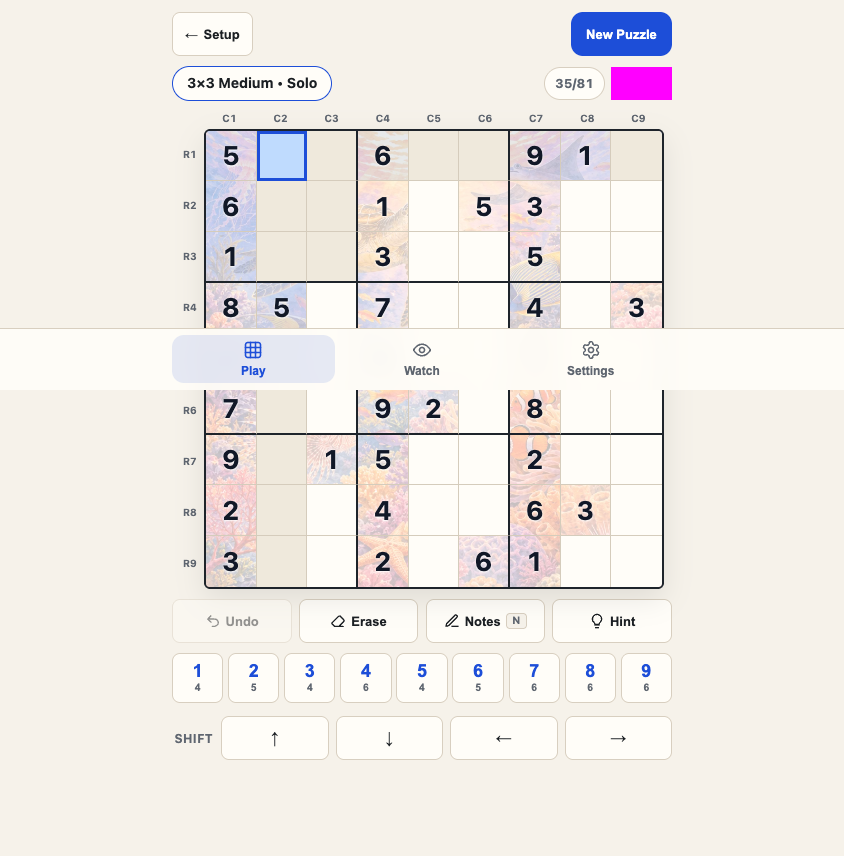 ← Setup
New Puzzle
3×3 Medium • Solo
35/81
C1 C2 C3 C4 C5 C6 C7 C8 C9
R1 5 6 9 1
R2 6 1 5 3
R3 1 3 5
R4 8 5 7 4 3
Play Watch Settings
R6 7 9 2 8
R7 9 1 5 2
R8 2 4 6 3
R9 3 2 6 1
Undo Erase Notes N Hint
1 2 3 4 5 6 7 8 9
4 5 4 6 4 5 6 6 6
SHIFT ↑ ↓ ← →